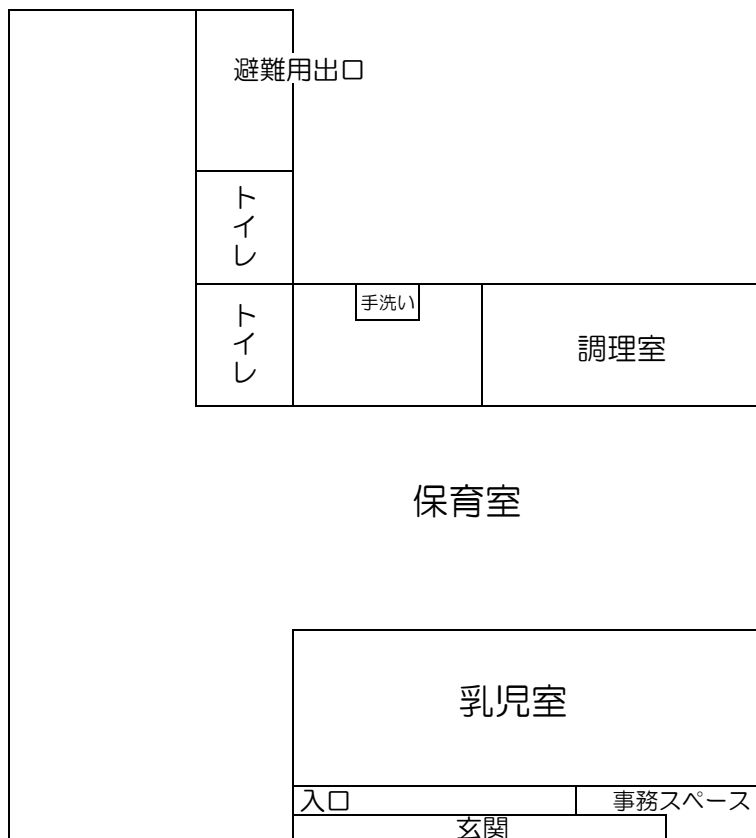 避難用出口
トイレ
トイレ
手洗い
調理室
保育室
乳児室
入口
事務スペース
玄関